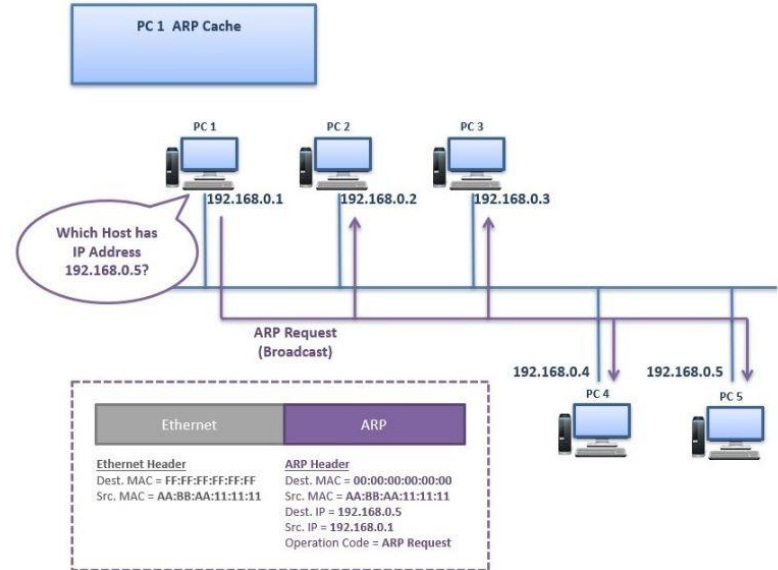 PC 1 ARP Cache
PC 1
PC 2
PC 3
192.168.0.1
192.168.0.2
192.168.0.3
Which Host has
IP Address
192.168.0.5?
ARP Request
(Broadcast)
192.168.0.4
192.168.0.5
PC 4
PC 5
Ethernet
ARP
Ethernet Header
Dest. MAC = FF:FF:FF:FF:FF:FF
Src. MAC = AA:BB:AA:11:11:11
ARP Header
Dest. MAC = 00:00:00:00:00:00
Src. MAC = AA:BB:AA:11:11:11
Dest. IP = 192.168.0.5
Src. IP = 192.168.0.1
Operation Code = ARP Request